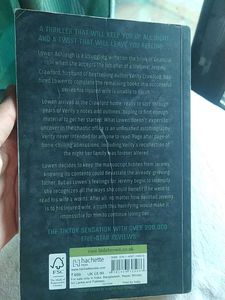 A THRILLER THAT WILL KEEP YOU UP ALL NIGHT
AND A TWIST THAT WILL LEAVE YOU REELING
Lowen Ashleigh is a struggling writer on the brink of financial
ruin when she accepts the job offer of a lifetime. Jeremy
Crawford, husband of bestselling author Verity Crawford, has
hired Lowen to complete the remaining books in a successful
series his injured wife is unable to finish.
Lowen arrives at the Crawford home, ready to sort through
years of Verity's notes and outlines, hoping to find enough
material to get her started. What Lowen doesn't expect to
uncover in the chaotic office is an unfinished autobiography
Verity never intended for anyone to read. Page after page of
bone-chilling admissions, including Verity's recollection of
the night her family was forever altered.
Lowen decides to keep the manuscript hidden from Jeremy,
knowing its content could devastate the already grieving
father. But as Lowen's feelings for Jeremy begin to intensify,
she recognizes all the ways she could benefit if he were to
read his wife's words. After all, no matter how devoted Jeremy
is to his injured wife, a truth this horrifying would make it
impossible for him to continue loving her.
THE TIKTOK SENSATION WITH OVER
FIVE-STAR REVIEWS
www.littlebrown.co.uk
FSC
hachette
INDIA